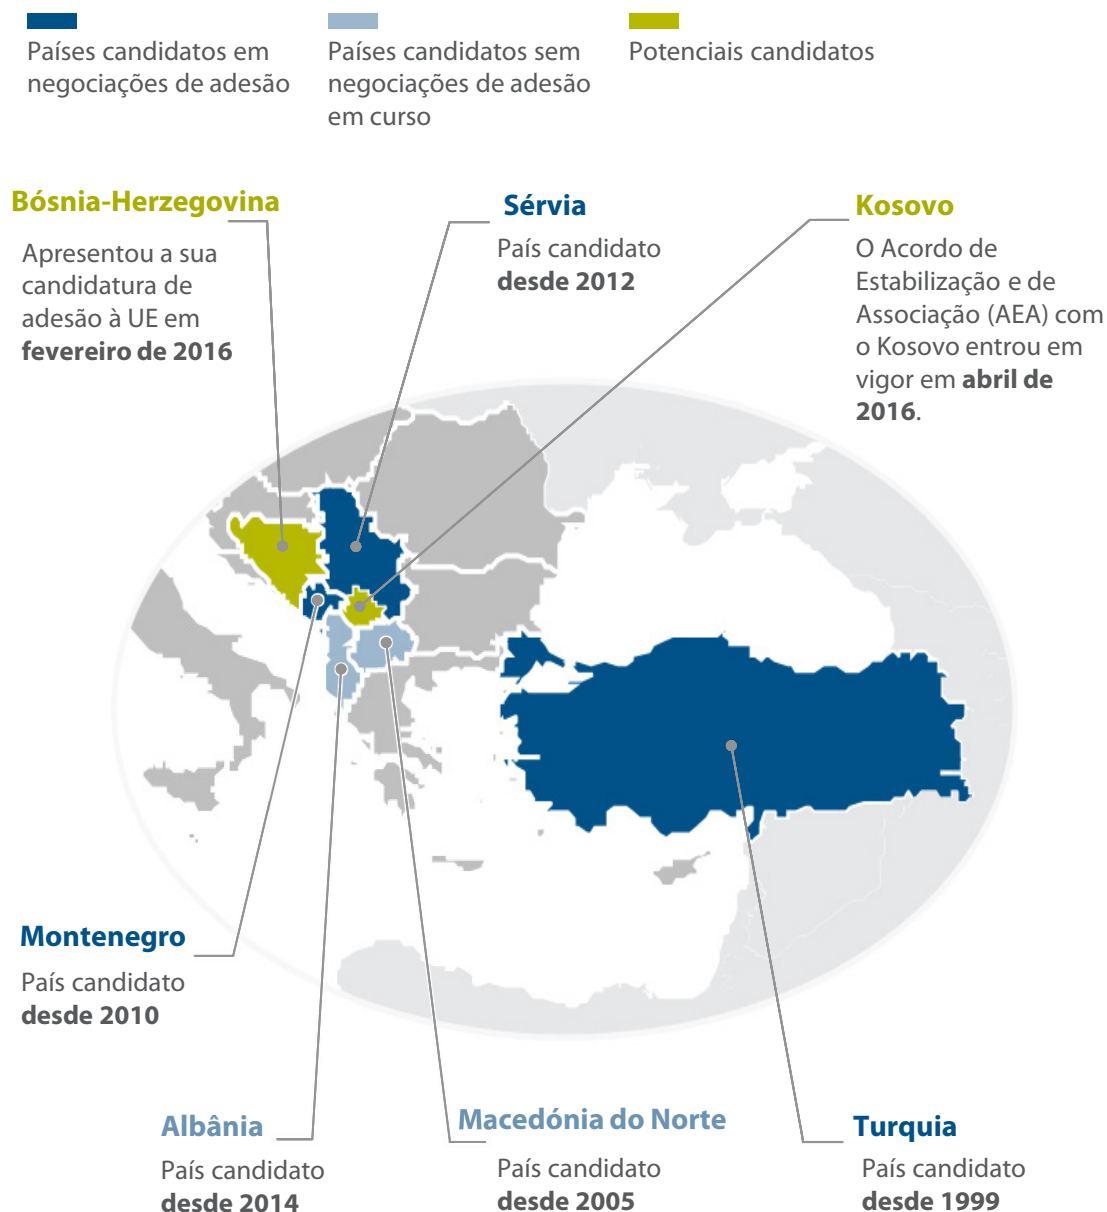 Países candidatos em
negociações de adesão
Países candidatos sem
negociações de adesão
em curso
Potenciais candidatos
Bósnia-Herzegovina
Apresentou a sua
candidatura de
adesão à UE em
fevereiro de 2016
Sérvia
País candidato
desde 2012
Kosovo
O Acordo de
Estabilização e de
Associação (AEA) com
o Kosovo entrou em
vigor em abril de
2016.
Montenegro
País candidato
desde 2010
Albânia
País candidato
desde 2014
Macedónia do Norte
País candidato
desde 2005
Turquia
País candidato
desde 1999